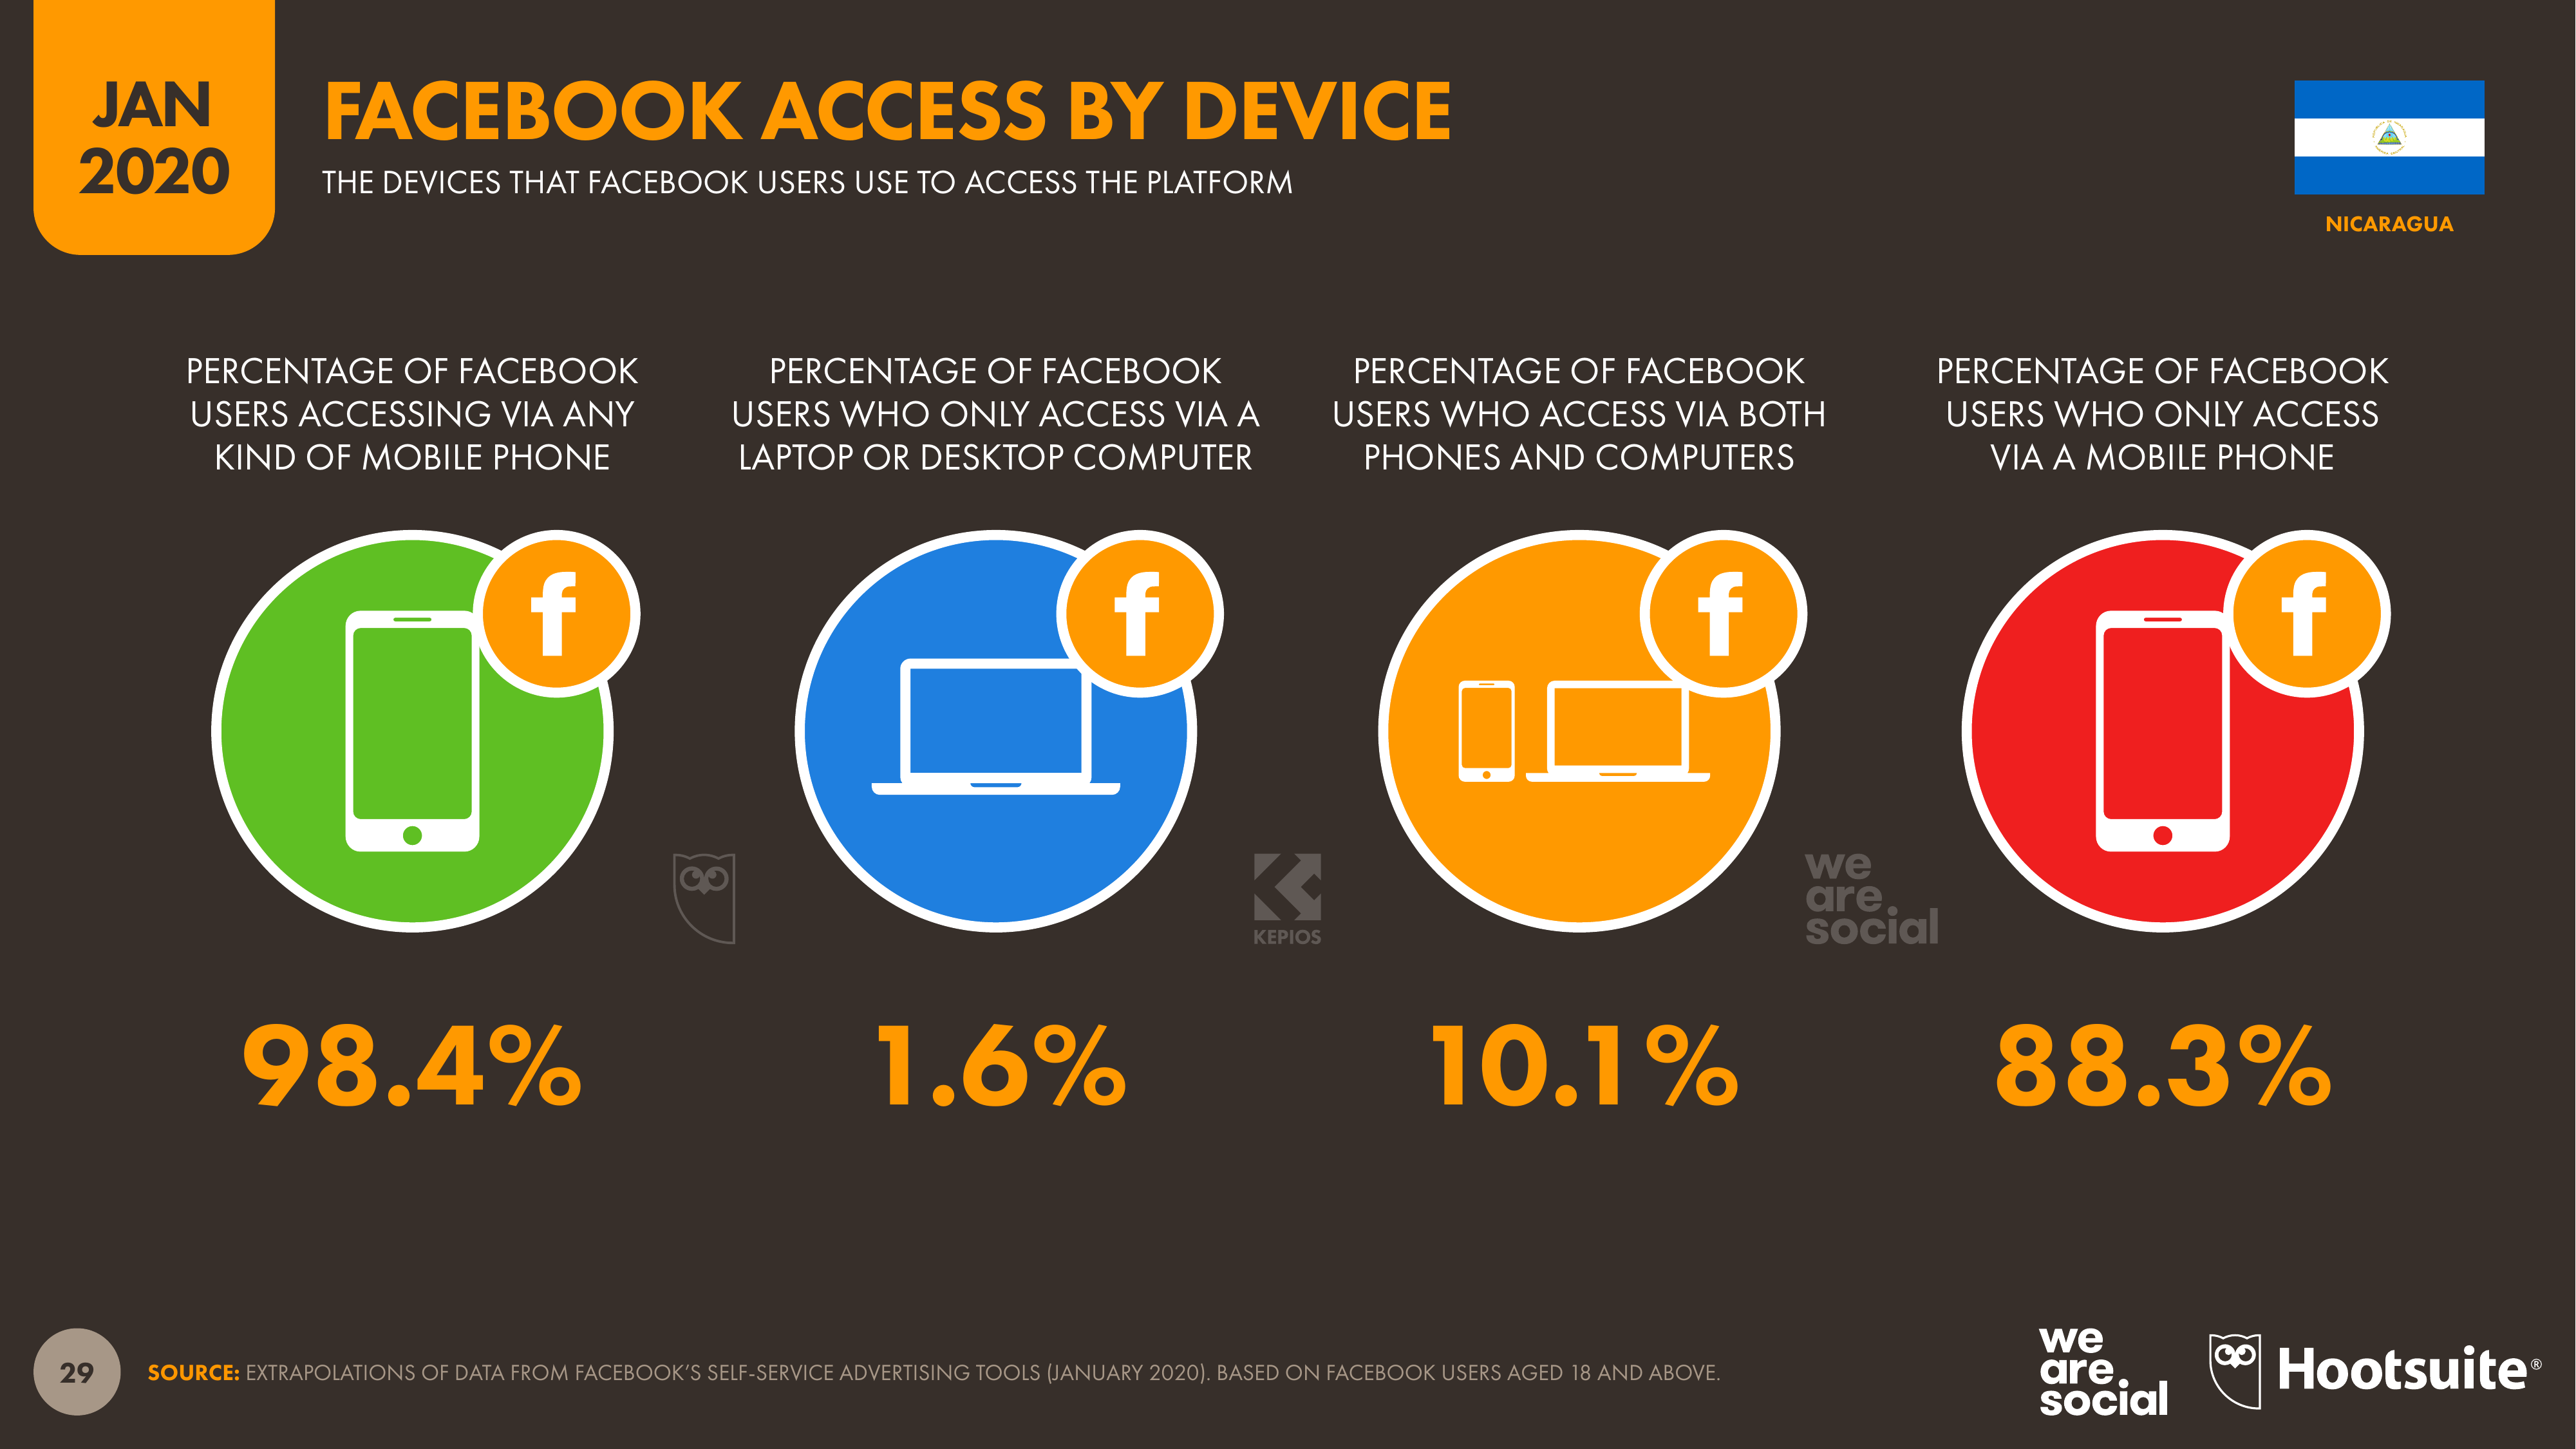 JAN
2020
FACEBOOK ACCESS BY DEVICE
THE DEVICES THAT FACEBOOK USERS USE TO ACCESS THE PLATFORM
NICARAGUA
PERCENTAGE OF FACEBOOK
USERS ACCESSING VIA ANY
KIND OF MOBILE PHONE
PERCENTAGE OF FACEBOOK
USERS WHO ONLY ACCESS VIA A
LAPTOP OR DESKTOP COMPUTER
PERCENTAGE OF FACEBOOK
USERS WHO ACCESS VIA BOTH
PHONES AND COMPUTERS
PERCENTAGE OF FACEBOOK
USERS WHO ONLY ACCESS
VIA A MOBILE PHONE
f
f
f
f
KEPIOS
we
are
social
98.4%
1.6%
10.1%
88.3%
29
SOURCE: EXTRAPOLATIONS OF DATA FROM FACEBOOK'S SELF-SERVICE ADVERTISING TOOLS (JANUARY 2020). BASED ON FACEBOOK USERS AGED 18 AND ABOVE.
we
are
social
Hootsuite®